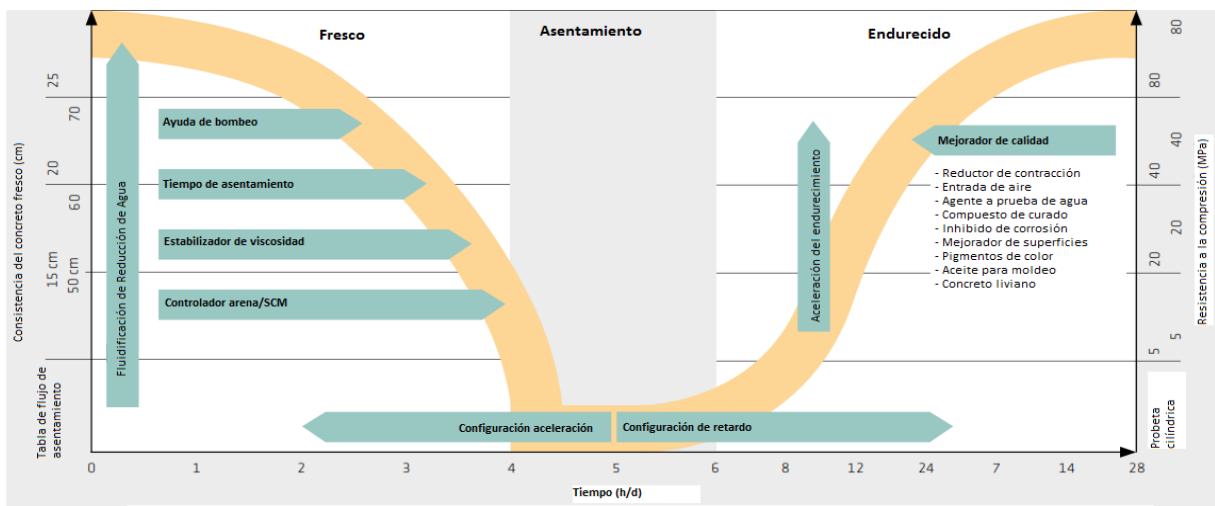 Fresco
Asentamiento
Endurecido
Consistencia del concreto fresco (cm)
25
70
20
60
15 cm
50 cm
Tabla de flujo de
asentamiento
Fluidificación de Reducción de Agua
Ayuda de bombeo
Tiempo de asentamiento
Estabilizador de viscosidad
Controlador arena/SCM
Configuración aceleración
Configuración de retardo
Aceleración del endurecimiento
Mejorador de calidad
- Reductor de contracción
- Entrada de aire
- Agente a prueba de agua
- Compuesto de curado
- Inhibido de corrosión
- Mejorador de superficies
- Pigmentos de color
- Aceite para moldeo
- Concreto liviano
80
80
40
40
20
20
5
5
Resistencia a la compresión (MPa)
Probeta
cilíndrica
0 1 2 3 4 5 6 8 12 24 7 14 28
Tiempo (h/d)